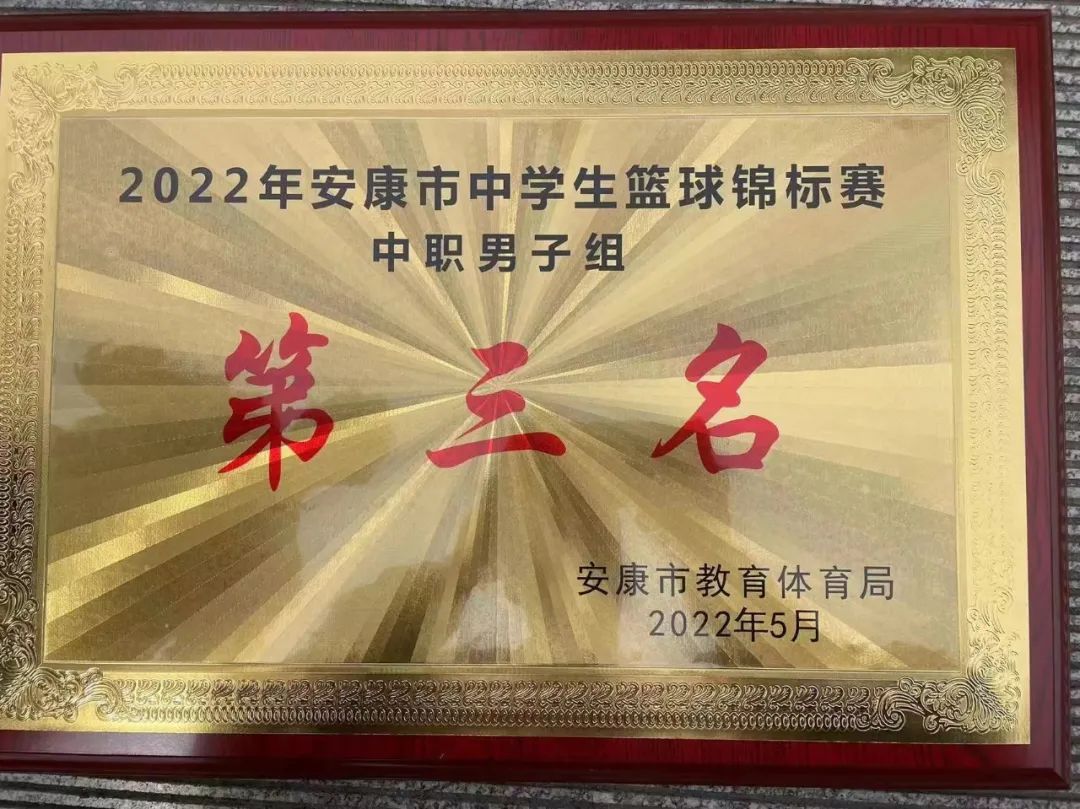 2022年安康市中学生篮球锦标赛
中职男子组
第三名
安康市教育体育局
2022年5月